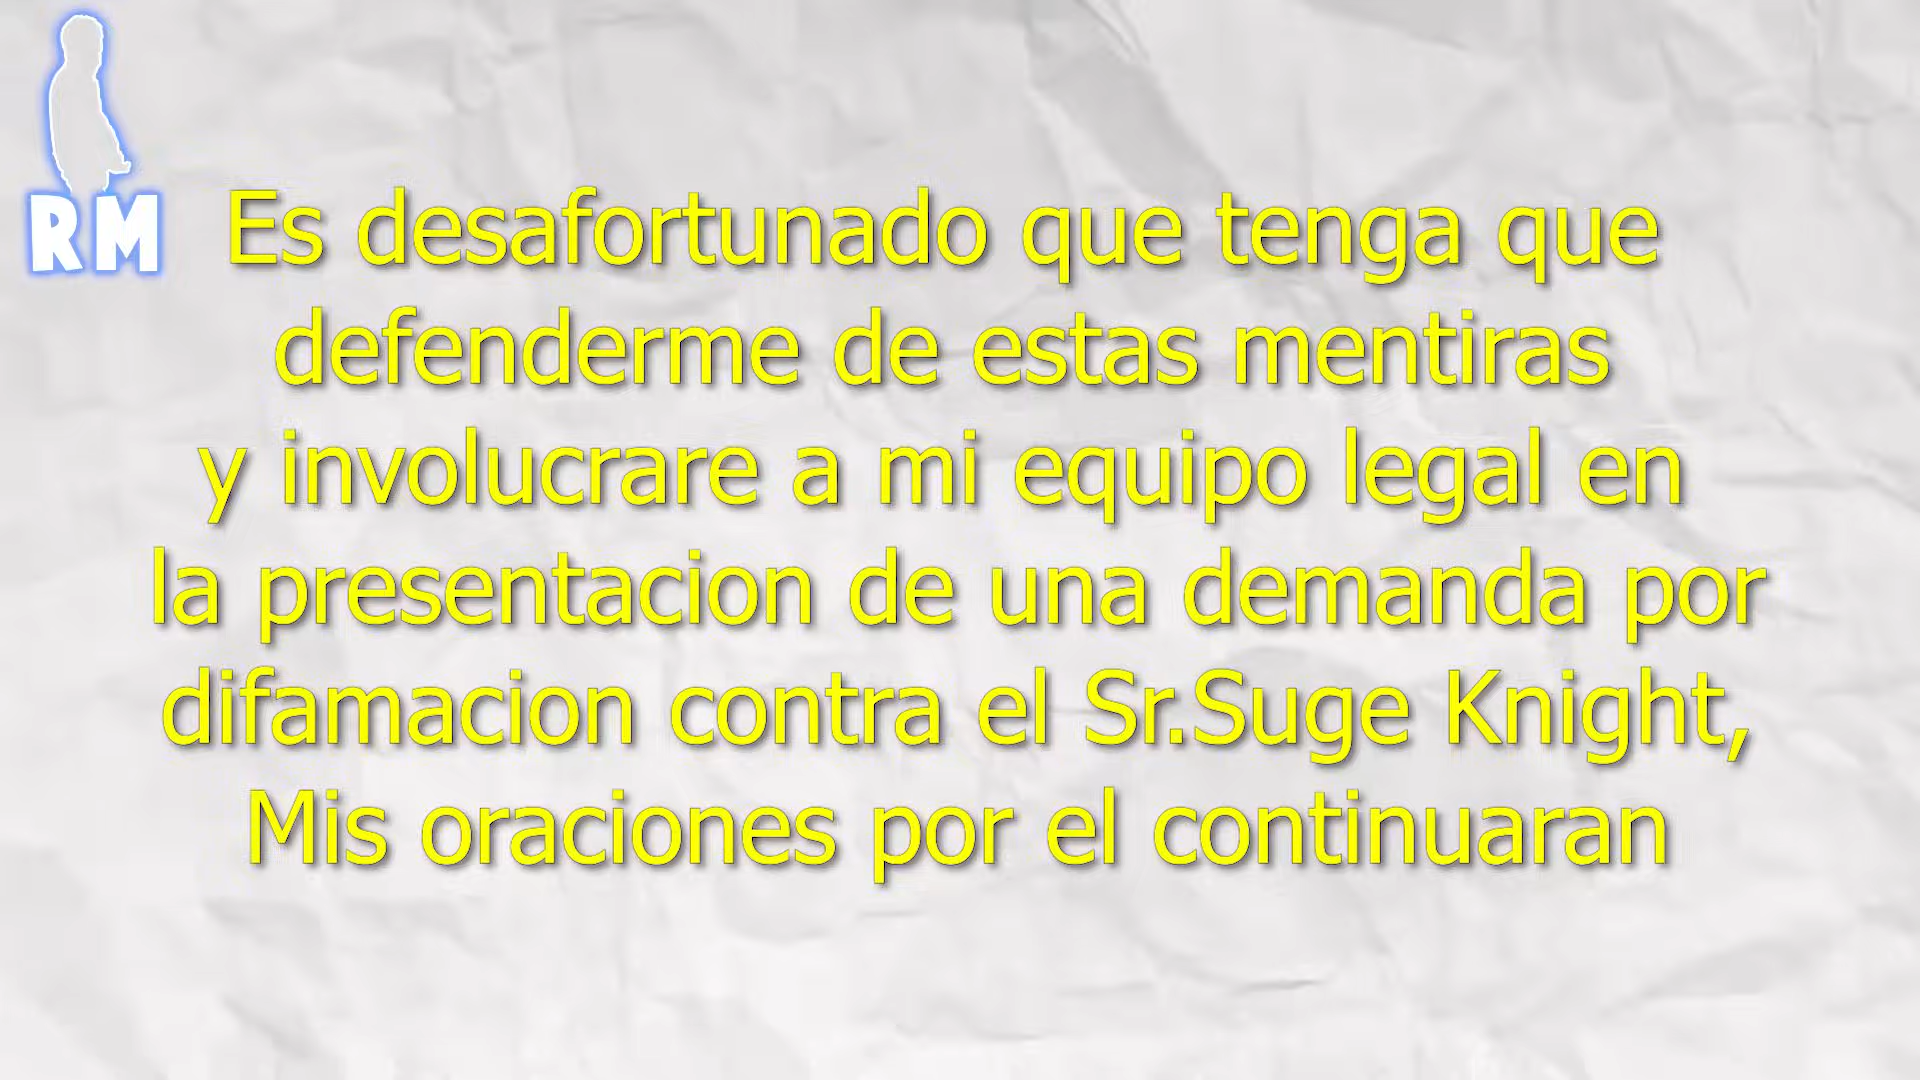 RM
Es desafortunado que tenga que
defenderme de estas mentiras
y involucrare a mi equipo legal en
la presentacion de una demanda por
difamacion contra el Sr.Suge Knight,
Mis oraciones por el continuaran